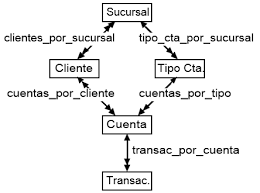 Sucursal
clientes_por_sucursal
tipo_cta_por_sucursal
Cliente
Tipo Cta.
cuentas_por_cliente
cuentas_por_tipo
Cuenta
transac_por_cuenta
Transac.